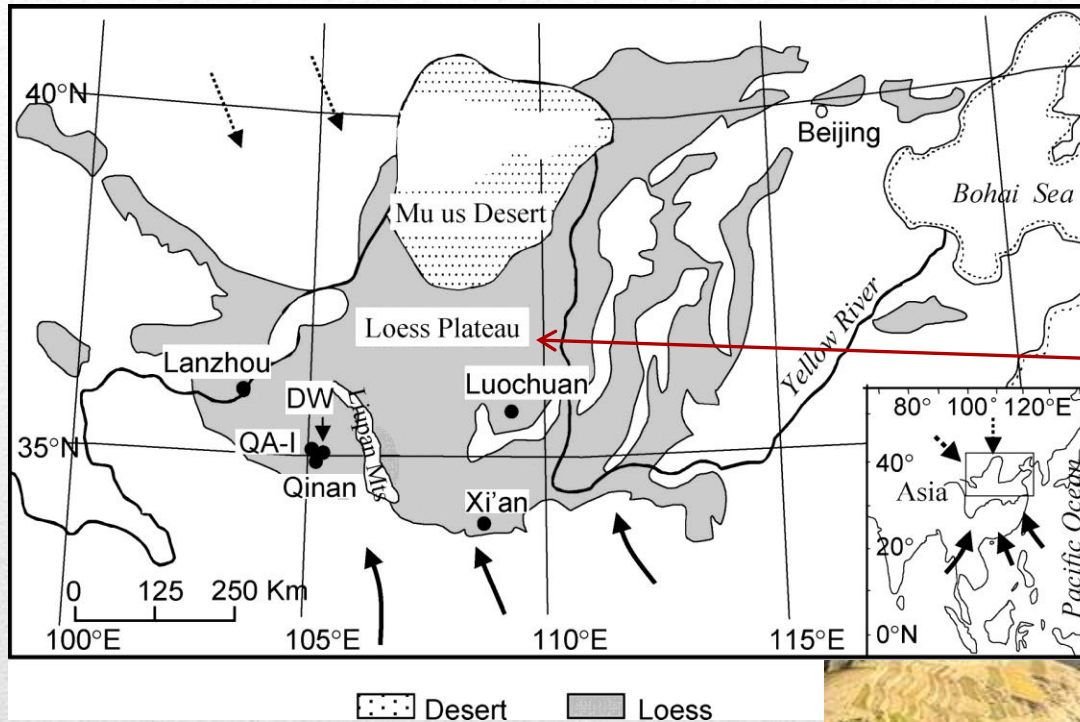 40°N
Beijing
Bohai Sea
Mu us Desert
Loess Plateau
Yellow River
Lanzhou
DW
Luochuan
Liupan Mts
QA-I
35°N
Qinan
Xi'an
0 125 250 Km
100°E 105°E 110°E 115°E
80° 100° 120°E
40°
Asia
20°
0°N
Pacific Ocean
Desert Loess